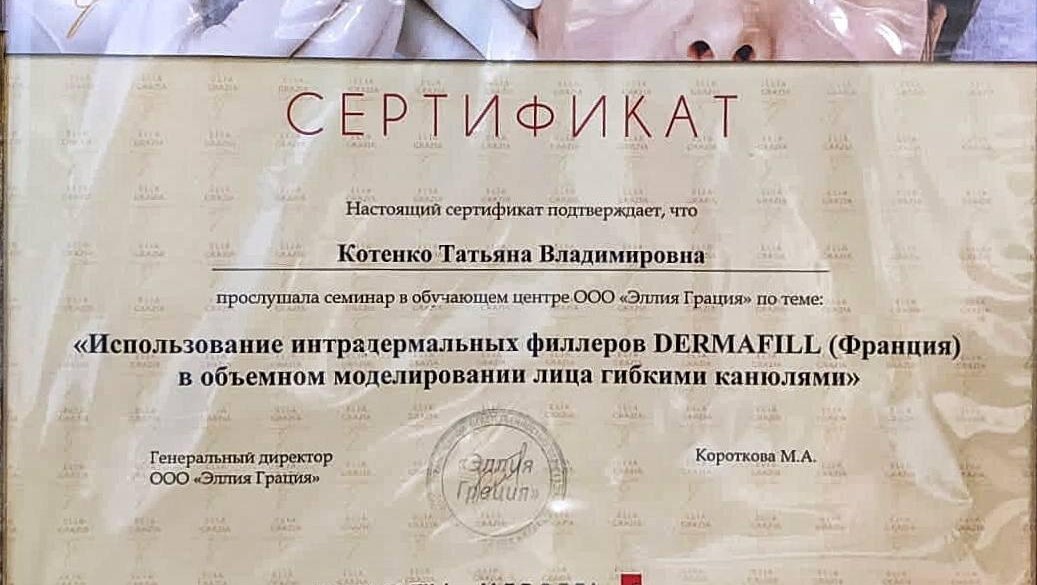 СЕРТИФИКАТ
Настоящий сертификат подтверждает, что
Котенко Татьяна Владимировна
прослушала семинар в обучающем центре ООО «Эллия Грация» по теме:
«Использование интрадермальных филлеров DERMAFILL (Франция)
в объемном моделировании лица гибкими канюлями»
Генеральный директор
ООО «Эллия Грация»
«Эллия
Грация»
Короткова М.А.